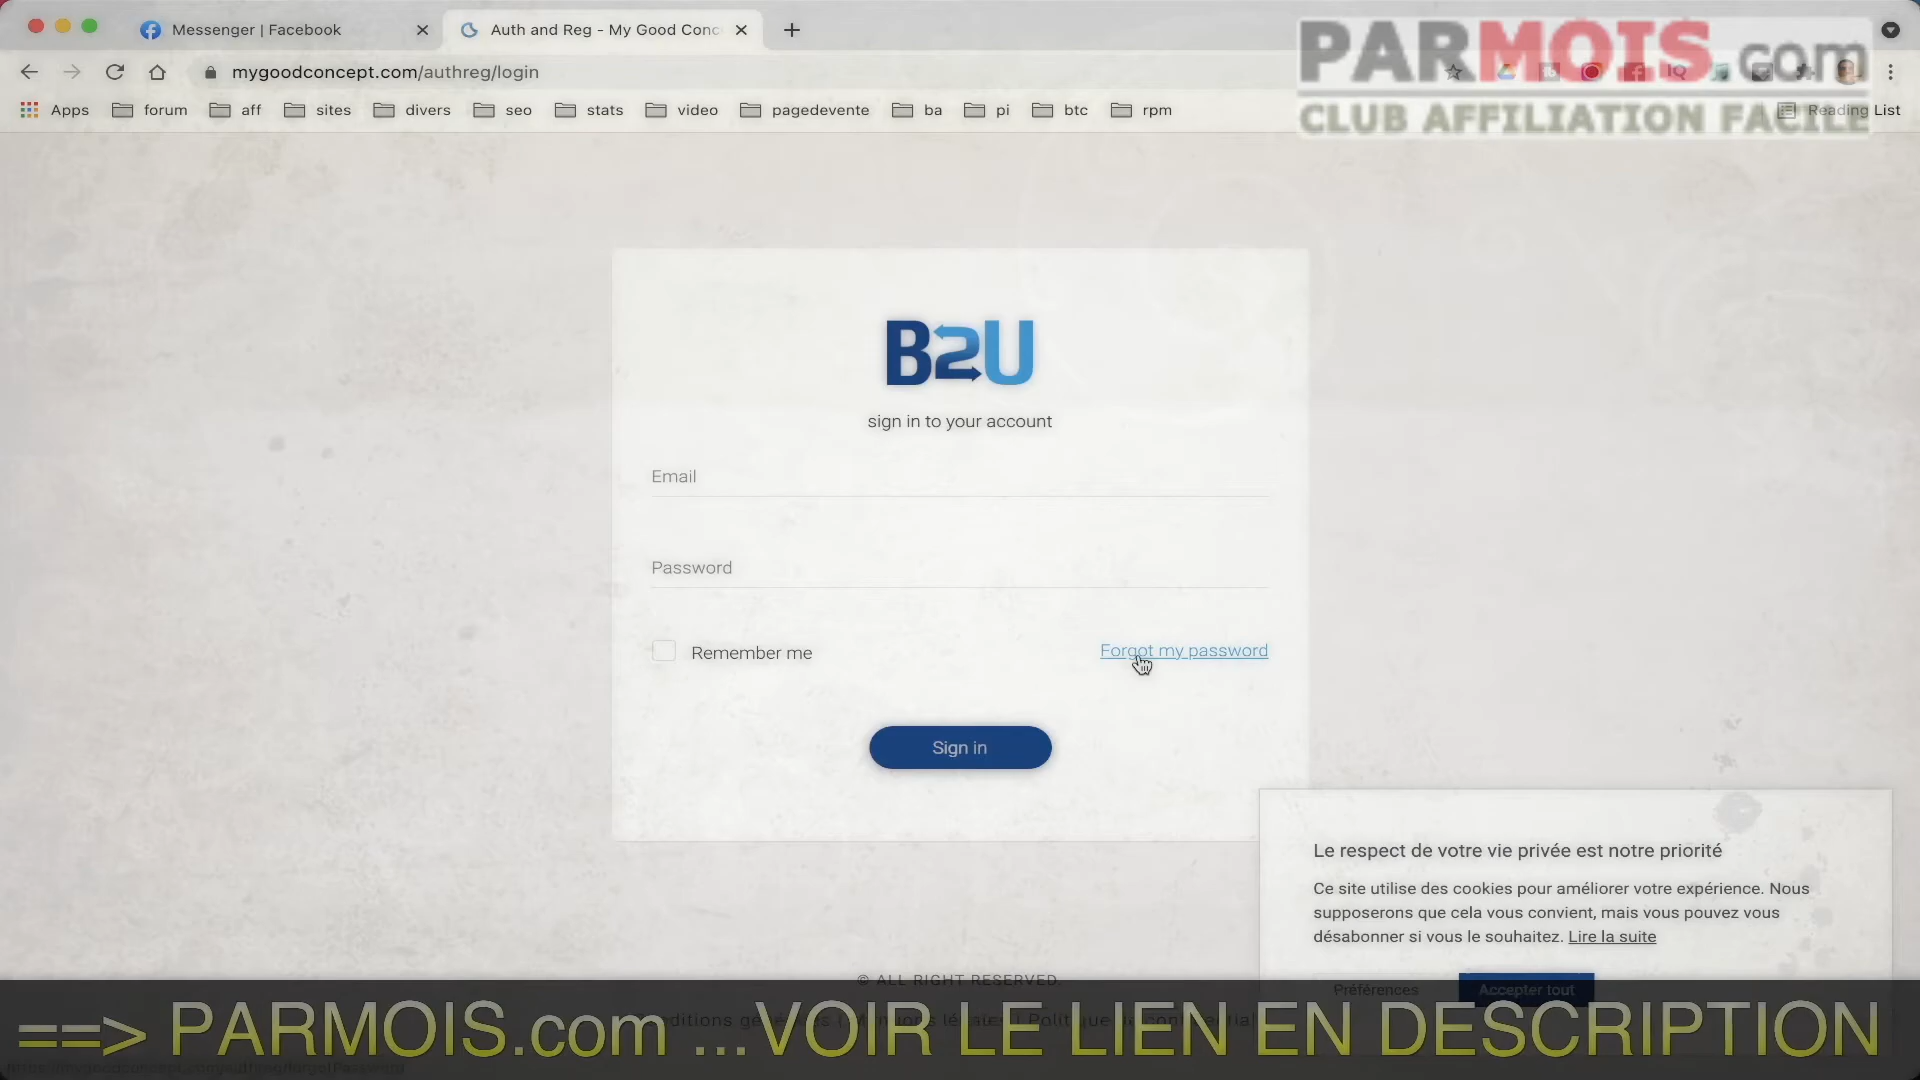 Messenger | Facebook
Auth and Reg - My Good Conc
PARMOIS.com
mygoodconcept.com/authreg/login
Apps forum aff sites divers seo stats video pagedevente ba pi btc rpm
CLUB AFFILIATION FACILE
Reading List
B2U
sign in to your account
Email
Password
Remember me
Forgot my password
Sign in
Le respect de votre vie privée est notre priorité
Ce site utilise des cookies pour améliorer votre expérience. Nous
supposerons que cela vous convient, mais vous pouvez vous
désabonner si vous le souhaitez. Lire la suite
© ALL RIGHT RESERVED.
Préférences
Accepter tout
==> PARMOIS.com ...VOIR LE LIEN EN DESCRIPTION